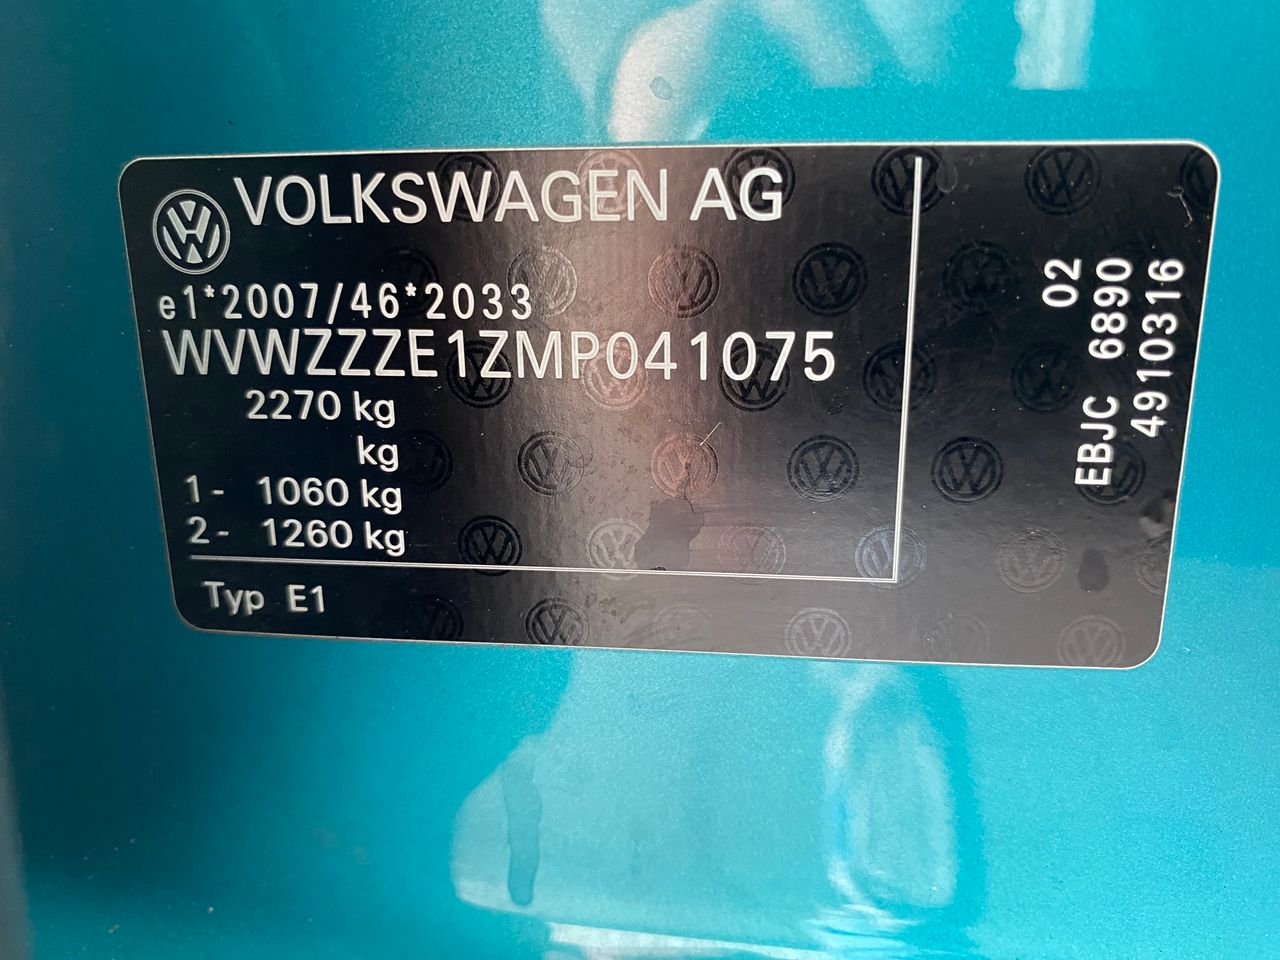 VOLKSWAGEN AG
e1*2007/46*2033
WVWZZZE1ZMP041075
2270 kg
kg
1- 1060 kg
2- 1260 kg
Typ E1
02
EBJC 6890
4910316